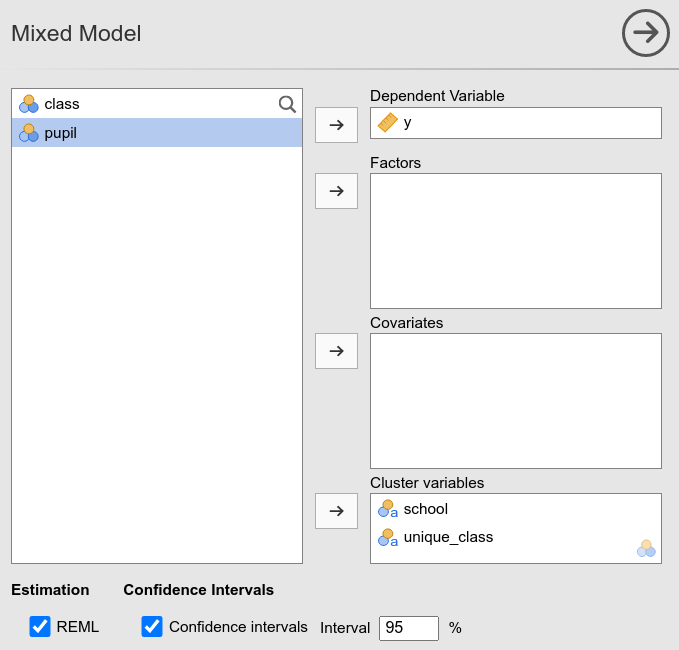 Mixed Model
class
pupil
Dependent Variable
y
Factors
Covariates
Cluster variables
a school
a unique_class
Estimation Confidence Intervals
REML Confidence intervals Interval 95 %